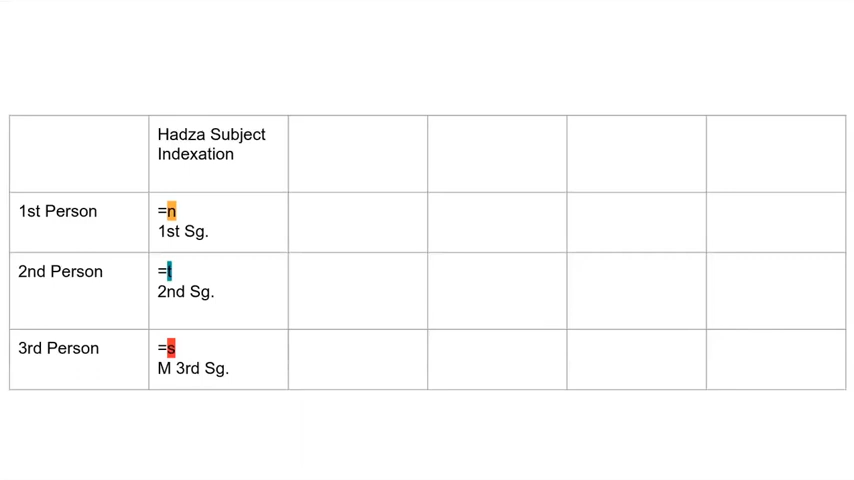 Hadza Subject
Indexation
1st Person
=n
1st Sg.
2nd Person
=t
2nd Sg.
3rd Person
=s
M 3rd Sg.